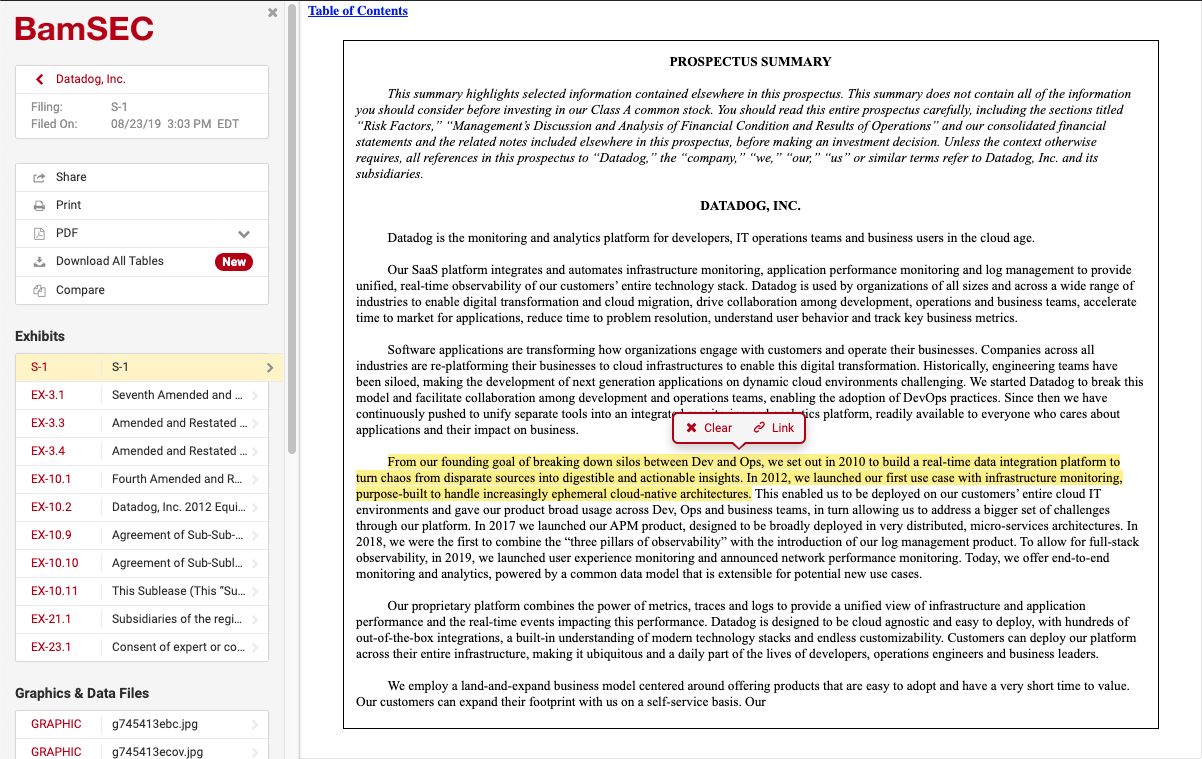 BamSEC
Datadog, Inc.
Filing: S-1
Filed On: 08/23/19 3:03 PM EDT
Share
Print
PDF
Download All Tables New
Compare
Exhibits
S-1 S-1
EX-3.1 Seventh Amended and ...
EX-3.3 Amended and Restated ...
EX-3.4 Amended and Restated ...
EX-10.1 Fourth Amended and R...
EX-10.2 Datadog, Inc. 2012 Equi...
EX-10.9 Agreement of Sub-Sub-...
EX-10.10 Agreement of Sub-Subl...
EX-10.11 This Sublease (This “Su...
EX-21.1 Subsidiaries of the regi...
EX-23.1 Consent of expert or co...
Graphics & Data Files
GRAPHIC g745413ebc.jpg
GRAPHIC g745413ecov.jpg
Table of Contents
PROSPECTUS SUMMARY
This summary highlights selected information contained elsewhere in this prospectus. This summary does not contain all of the information
you should consider before investing in our Class A common stock. You should read this entire prospectus carefully, including the sections titled
“Risk Factors,” “Management’s Discussion and Analysis of Financial Condition and Results of Operations” and our consolidated financial
statements and the related notes included elsewhere in this prospectus, before making an investment decision. Unless the context otherwise
requires, all references in this prospectus to “Datadog,” the “company,” “we,” “our,” “us” or similar terms refer to Datadog, Inc. and its
subsidiaries.
DATADOG, INC.
Datadog is the monitoring and analytics platform for developers, IT operations teams and business users in the cloud age.
Our SaaS platform integrates and automates infrastructure monitoring, application performance monitoring and log management to provide
unified, real-time observability of our customers’ entire technology stack. Datadog is used by organizations of all sizes and across a wide range of
industries to enable digital transformation and cloud migration, drive collaboration among development, operations and business teams, accelerate
time to market for applications, reduce time to problem resolution, understand user behavior and track key business metrics.
Software applications are transforming how organizations engage with customers and operate their businesses. Companies across all
industries are re-platforming their businesses to cloud infrastructures to enable this digital transformation. Historically, engineering teams have
been siloed, making the development of next generation applications on dynamic cloud environments challenging. We started Datadog to break this
model and facilitate collaboration among development and operations teams, enabling the adoption of DevOps practices. Since then we have
continuously pushed to unify separate tools into an platform, readily available to everyone who cares about
applications and their impact on business.
Clear Link
From our founding goal of breaking down silos between Dev and Ops, we set out in 2010 to build a real-time data integration platform to
turn chaos from disparate sources into digestible and actionable insights. In 2012, we launched our first use case with infrastructure monitoring,
purpose-built to handle increasingly ephemeral cloud-native architectures. This enabled us to be deployed on our customers’ entire cloud IT
environments and gave our product broad usage across Dev, Ops and business teams, in turn allowing us to address a bigger set of challenges
through our platform. In 2017 we launched our APM product, designed to be broadly deployed in very distributed, micro-services architectures. In
2018, we were the first to combine the “three pillars of observability” with the introduction of our log management product. To allow for full-stack
observability, in 2019, we launched user experience monitoring and announced network performance monitoring. Today, we offer end-to-end
monitoring and analytics, powered by a common data model that is extensible for potential new use cases.
Our proprietary platform combines the power of metrics, traces and logs to provide a unified view of infrastructure and application
performance and the real-time events impacting this performance. Datadog is designed to be cloud agnostic and easy to deploy, with hundreds of
out-of-the-box integrations, a built-in understanding of modern technology stacks and endless customizability. Customers can deploy our platform
across their entire infrastructure, making it ubiquitous and a daily part of the lives of developers, operations engineers and business leaders.
We employ a land-and-expand business model centered around offering products that are easy to adopt and have a very short time to value.
Our customers can expand their footprint with us on a self-service basis. Our